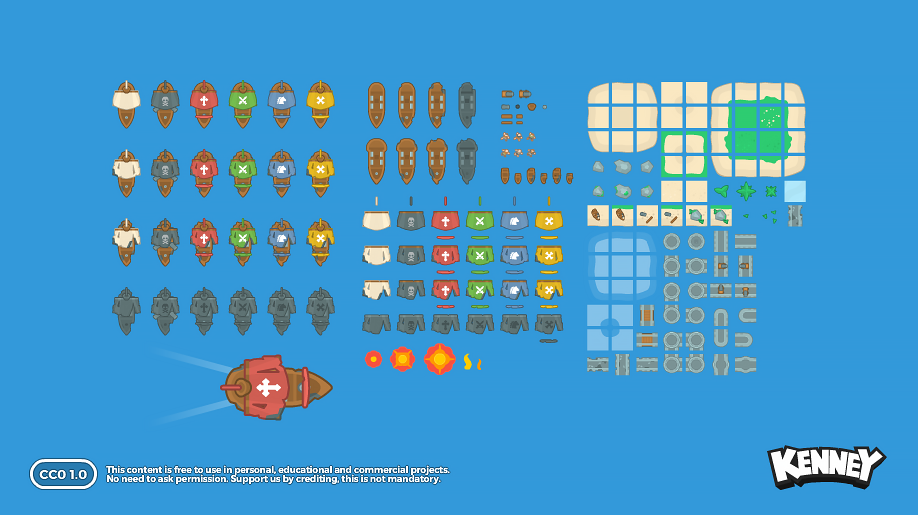 CC0 1.0
This content is free to use in personal, educational and commercial projects.
No need to ask permission. Support us by crediting, this is not mandatory.
KENNEY